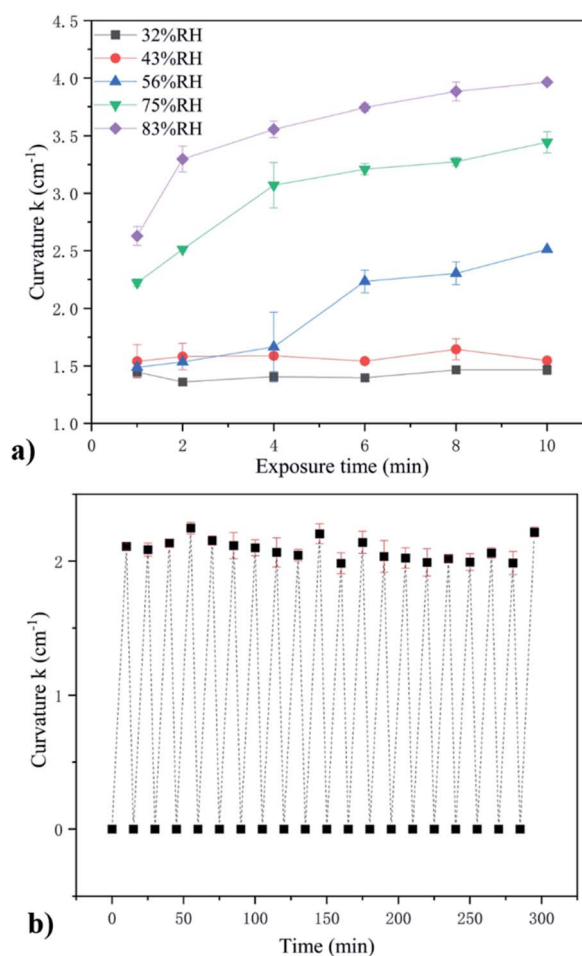 4.5
4.0
3.5
3.0
2.5
2.0
1.5
1.0
Curvature k (cm⁻¹)
32%RH
43%RH
56%RH
75%RH
83%RH
0
2
4
6
8
10
Exposure time (min)
a)
2
1
0
Curvature k (cm⁻¹)
0
50
100
150
200
250
300
Time (min)
b)